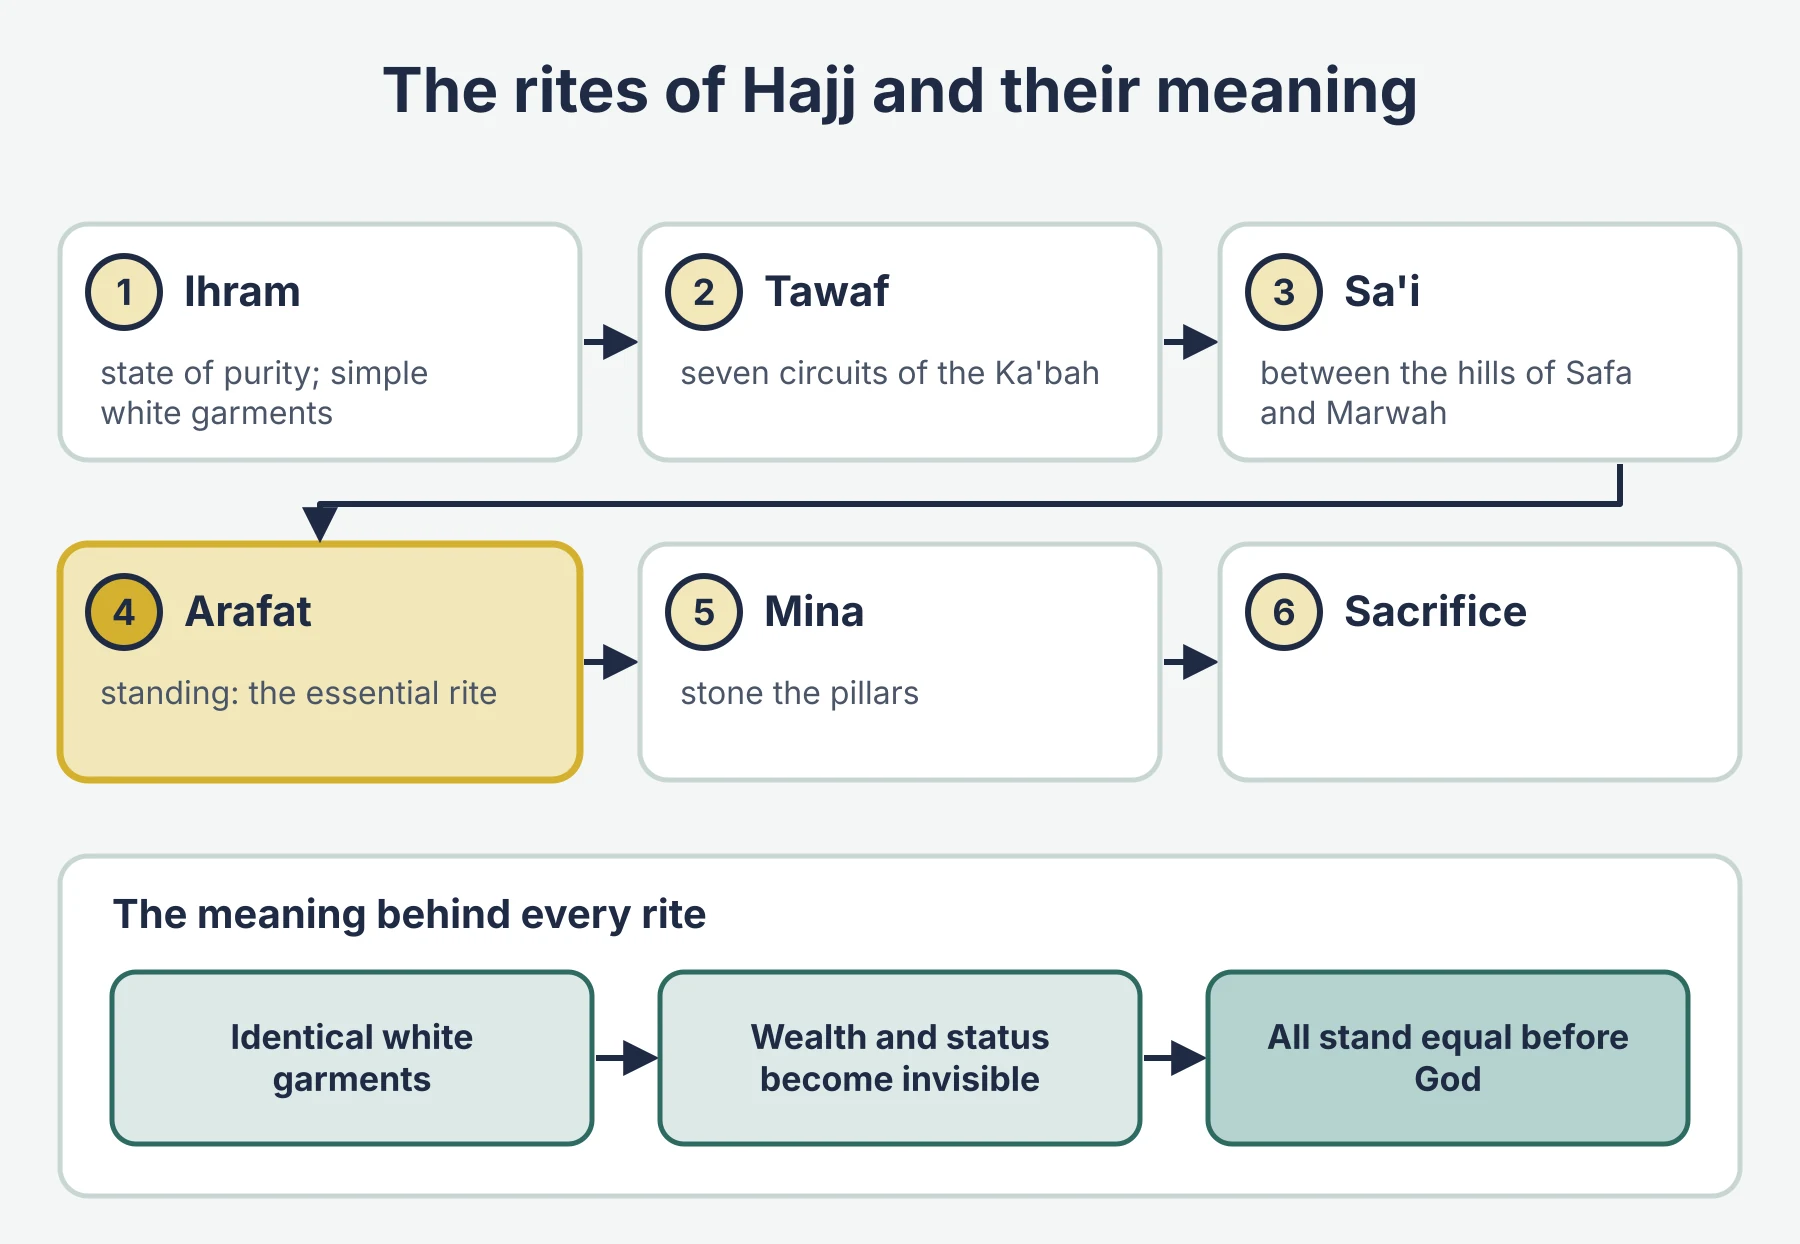 The rites of Hajj and their meaning
1 Ihram
state of purity; simple
white garments
2 Tawaf
seven circuits of the Ka'bah
3 Sa'i
between the hills of Safa
and Marwah
4 Arafat
standing: the essential rite
5 Mina
stone the pillars
6 Sacrifice
The meaning behind every rite
Identical white
garments
Wealth and status
become invisible
All stand equal before
God